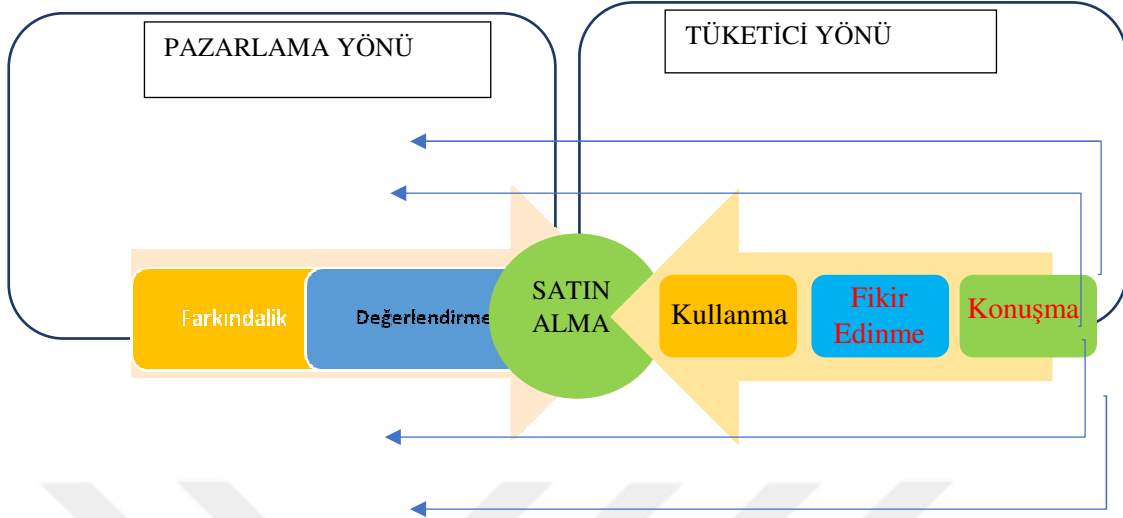 PAZARLAMA YÖNÜ
TÜKETİCİ YÖNÜ
Farkındalik
Değerlendirme
SATIN
ALMA
Kullanma
Fikir
Edinme
Konuşma